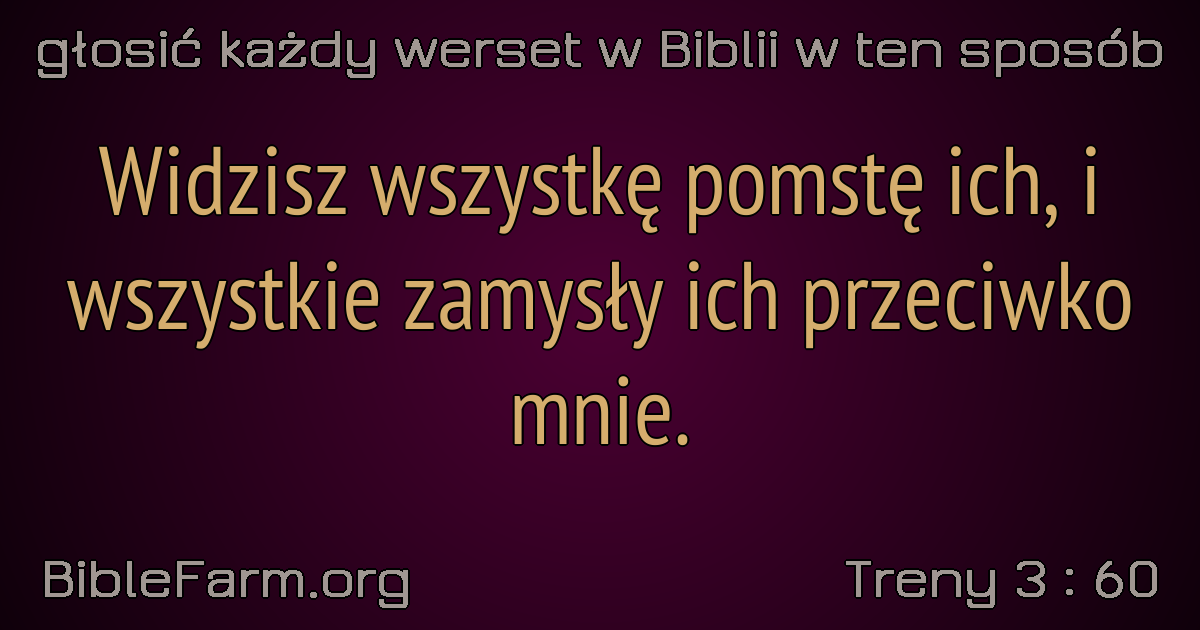 głosić każdy werset w Biblii w ten sposób
Widzisz wszystkę pomstę ich, i
wszystkie zamysły ich przeciwko
mnie.
BibleFarm.org
Treny 3 : 60